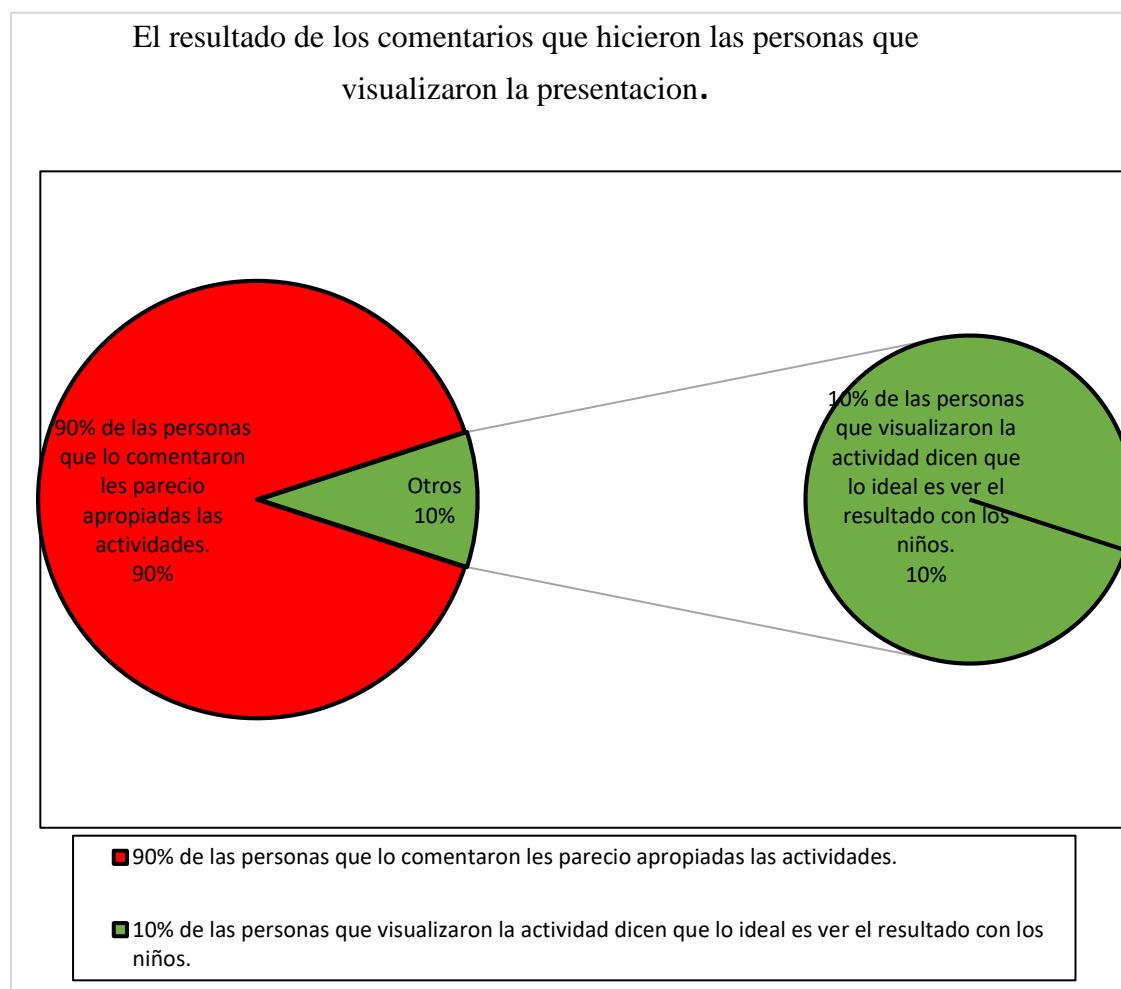 El resultado de los comentarios que hicieron las personas que
visualizaron la presentacion.
90% de las personas
que lo comentaron
les parecio
apropiadas las
actividades.
90%
Otros
10%
10% de las personas
que visualizaron la
actividad dicen que
lo ideal es ver el
resultado con los
niños.
10%
90% de las personas que lo comentaron les parecio apropiadas las actividades.
10% de las personas que visualizaron la actividad dicen que lo ideal es ver el resultado con los
niños.